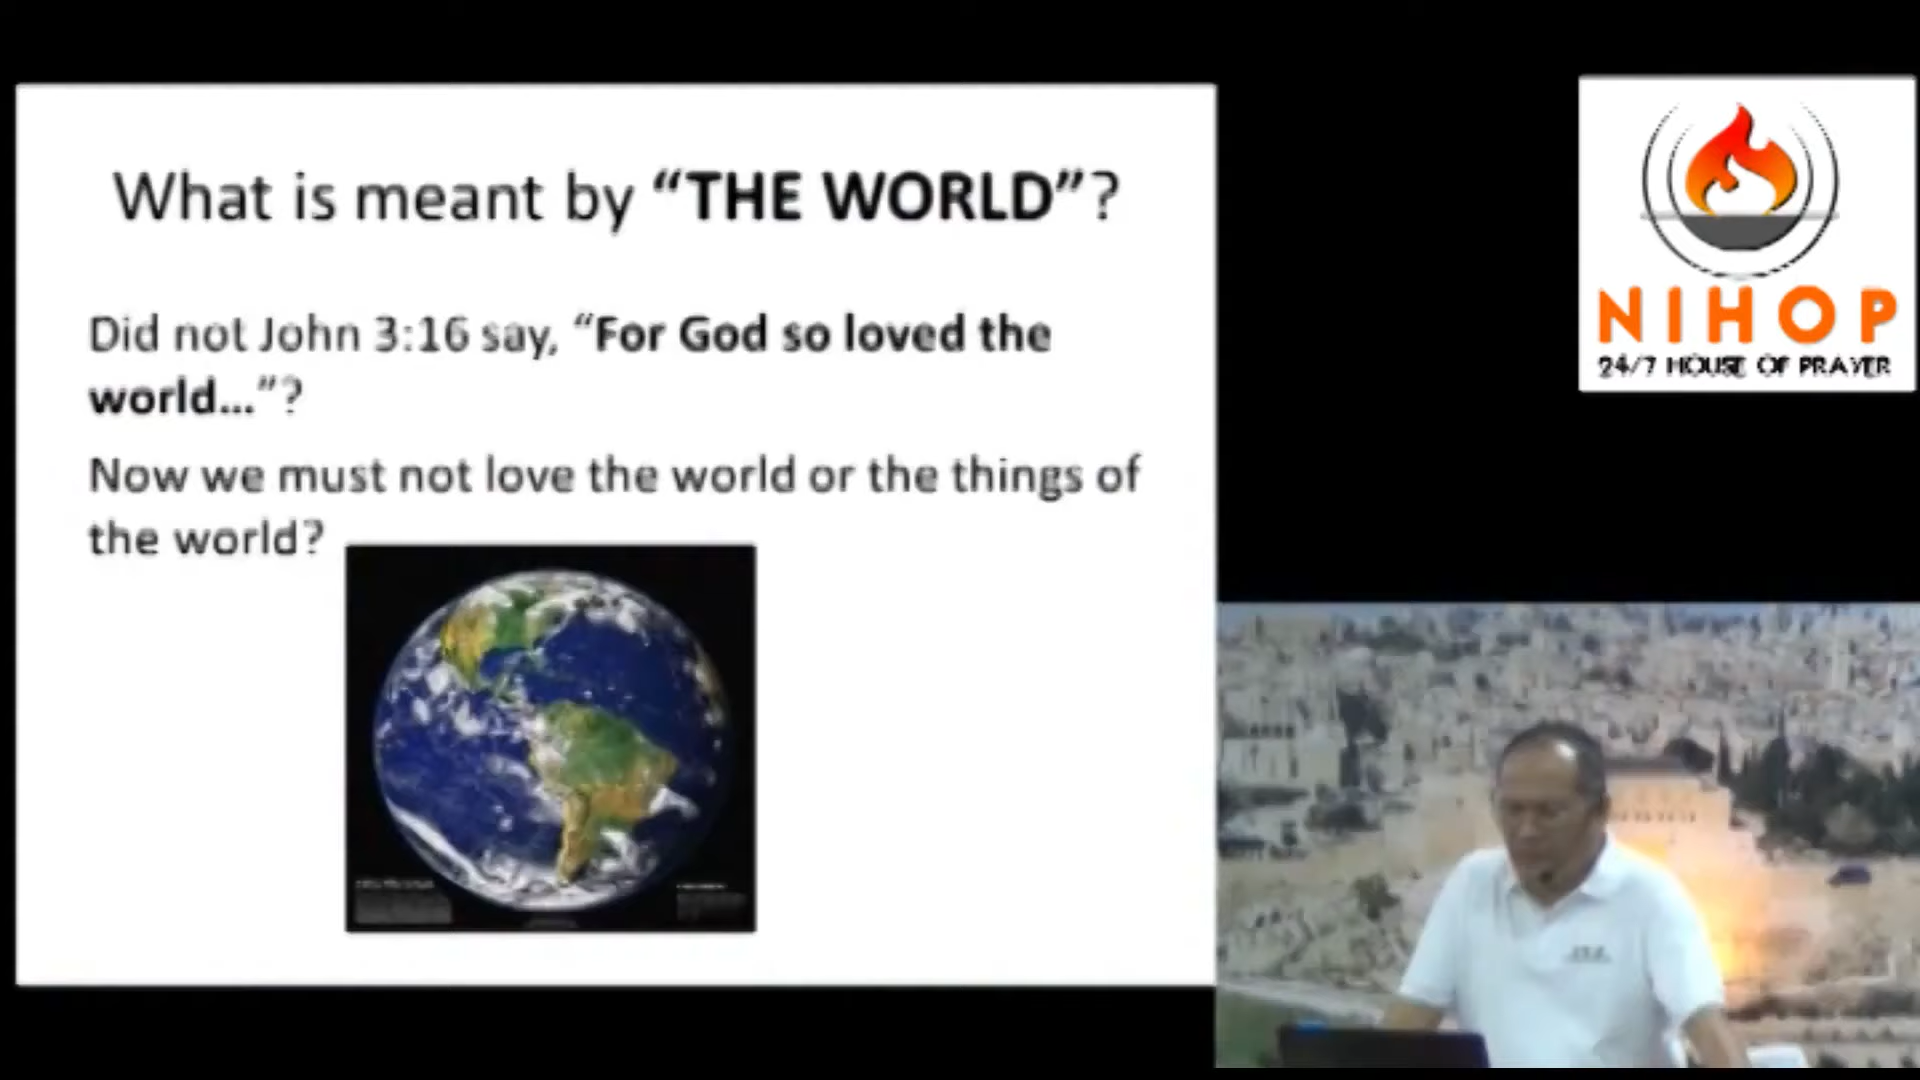 What is meant by “THE WORLD”?
Did not John 3:16 say, “For God so loved the
world...”?
Now we must not love the world or the things of
the world?
NIHOP
24/7 HOUSE OF PRAYER